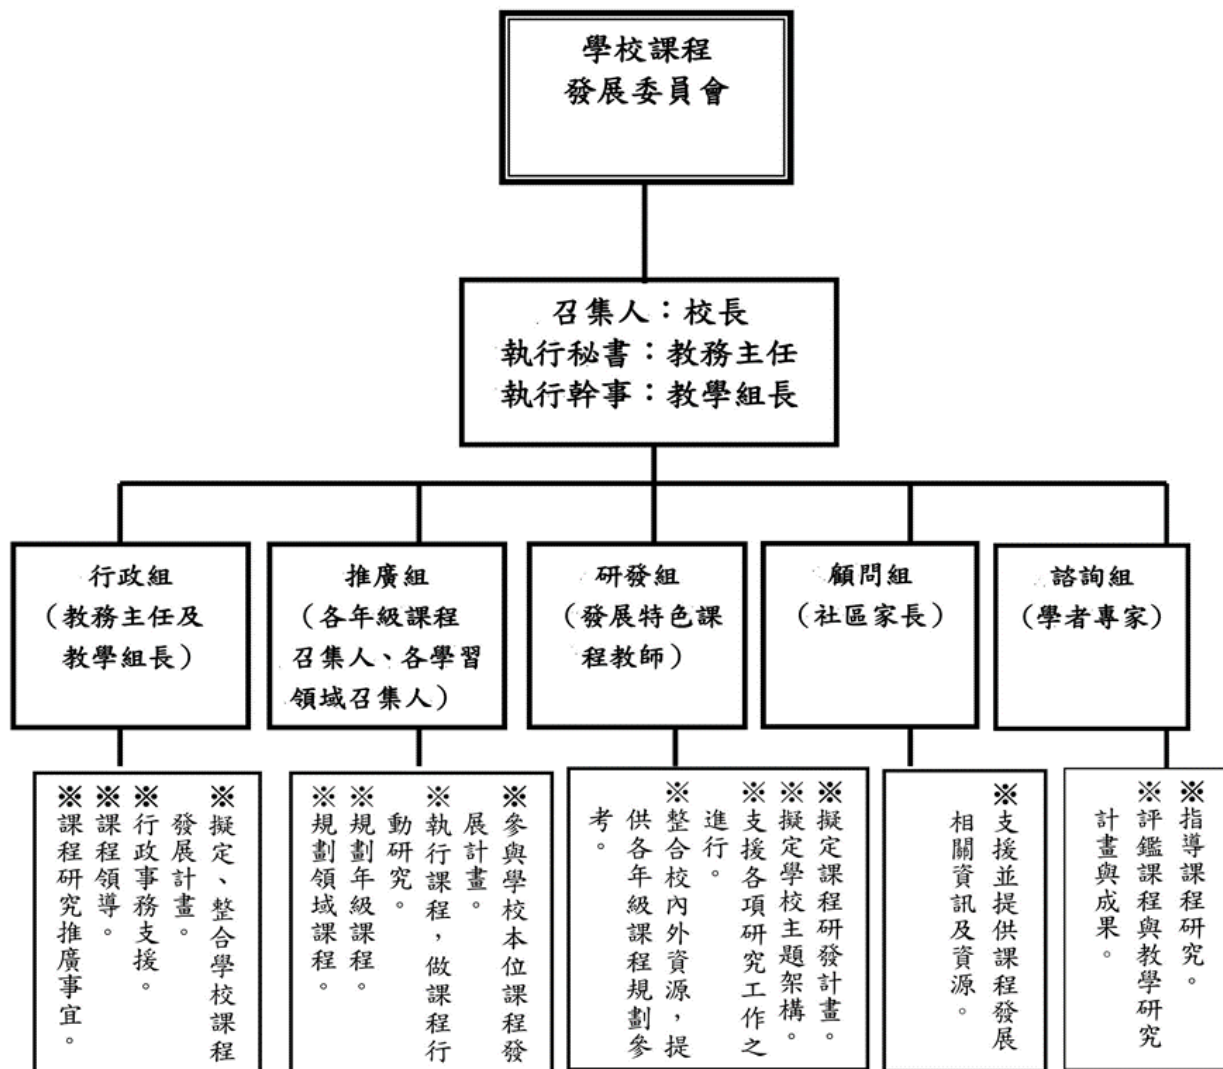 學校課程
發展委員會
召集人：校長
執行秘書：教務主任
執行幹事：教學組長
行政組
（教務主任及
教學組長）
推廣組
（各年級課程
召集人、各學習
領域召集人）
研發組
（發展特色課
程教師）
顧問組
（社區家長）
諮詢組
（學者專家）
※擬定、整合學校課程
發展計畫。
※行政事務支援。
※課程領導。
※課程研究推廣事宜。
※參與學校本位課程發
展計畫。
※執行課程，做課程行
動研究。
※規劃年級課程。
※規劃領域課程。
※擬定課程研發計畫。
※擬定學校主題架構。
※支援各項研究工作之
進行。
※整合校內外資源，提
供各年級課程規劃參
考。
※支援並提供課程發展
相關資訊及資源。
※指導課程研究。
※評鑑課程與教學研究
計畫與成果。